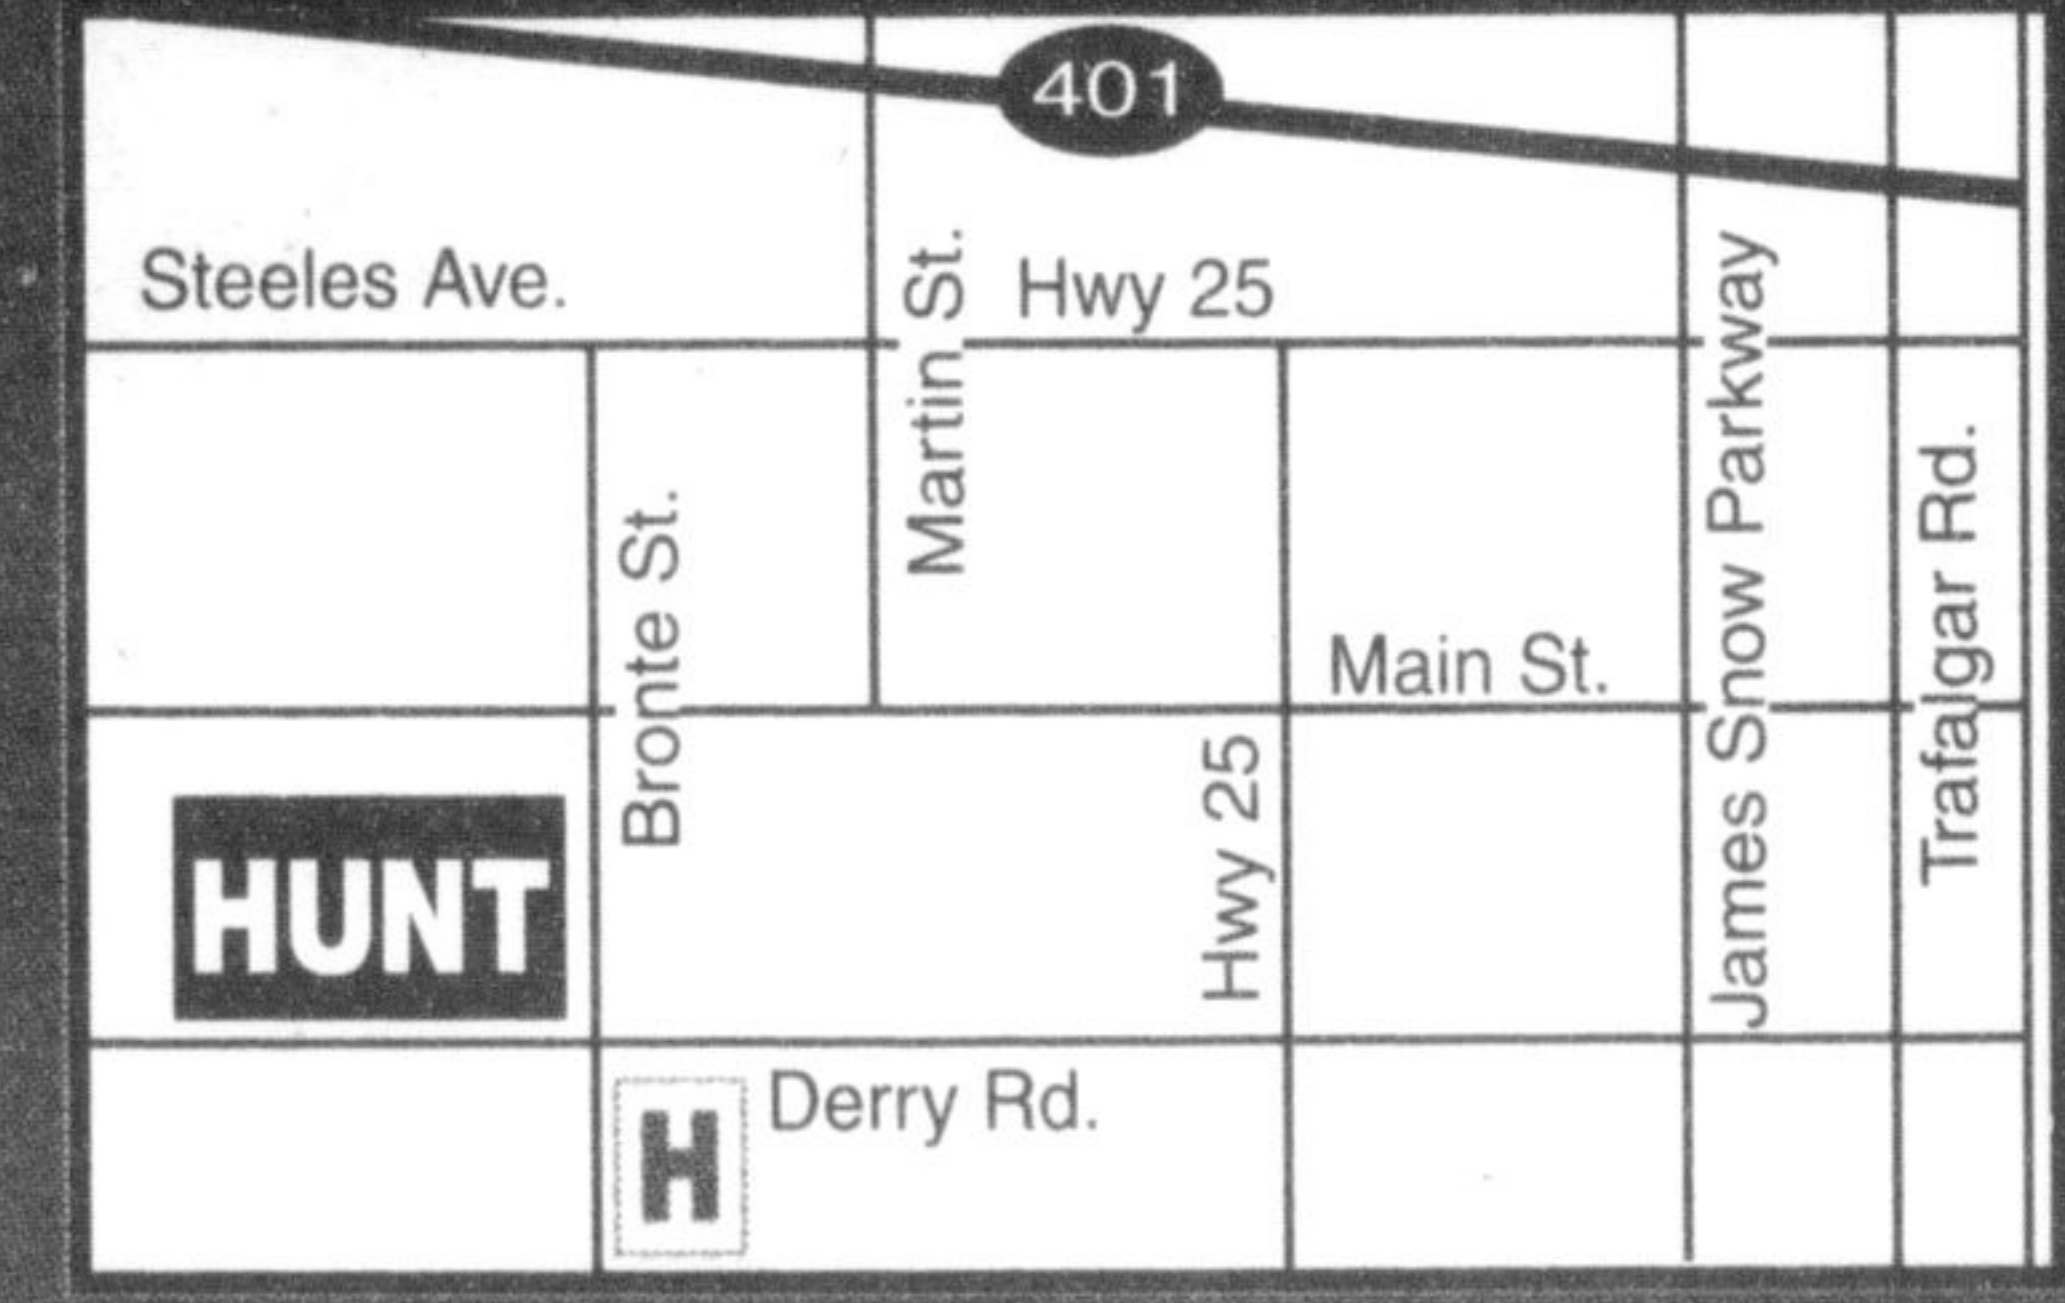 401
Steeles Ave.
Martin St.
Hwy 25
Bronte St.
Main St.
James Snow Parkway
Trafalgar Rd.
HUNT
Hwy 25
H
Derry Rd.